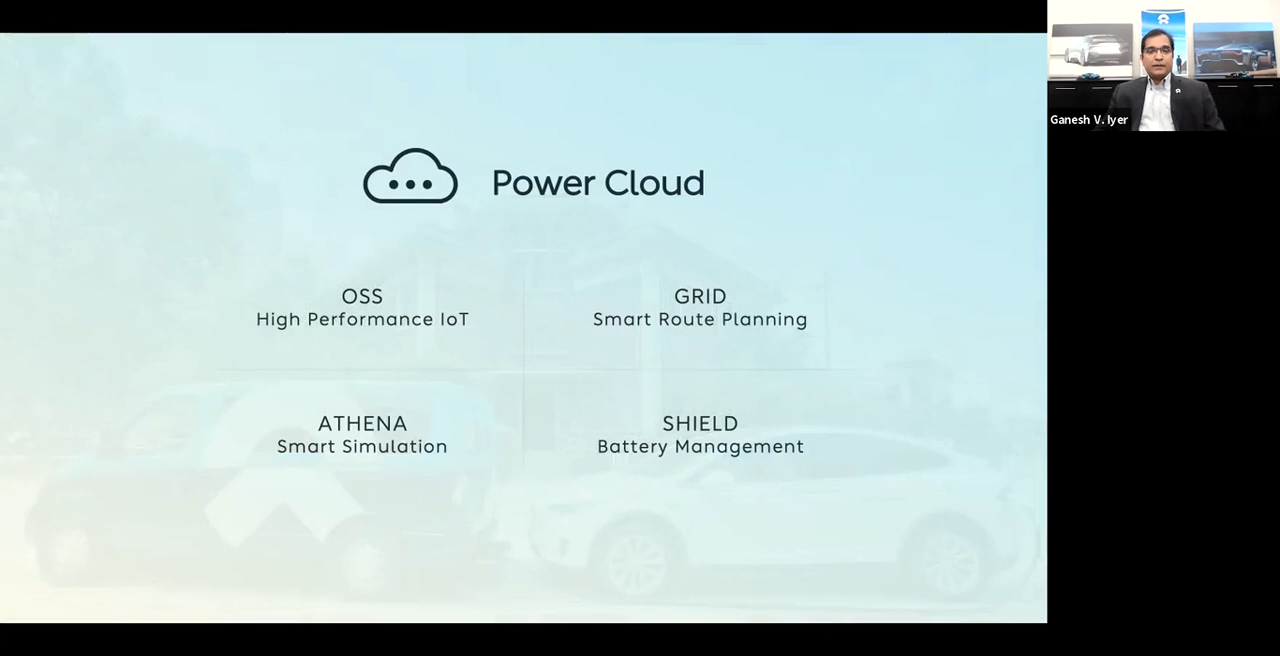 Power Cloud
OSS
High Performance IoT
GRID
Smart Route Planning
ATHENA
Smart Simulation
SHIELD
Battery Management
Ganesh V. Iyer